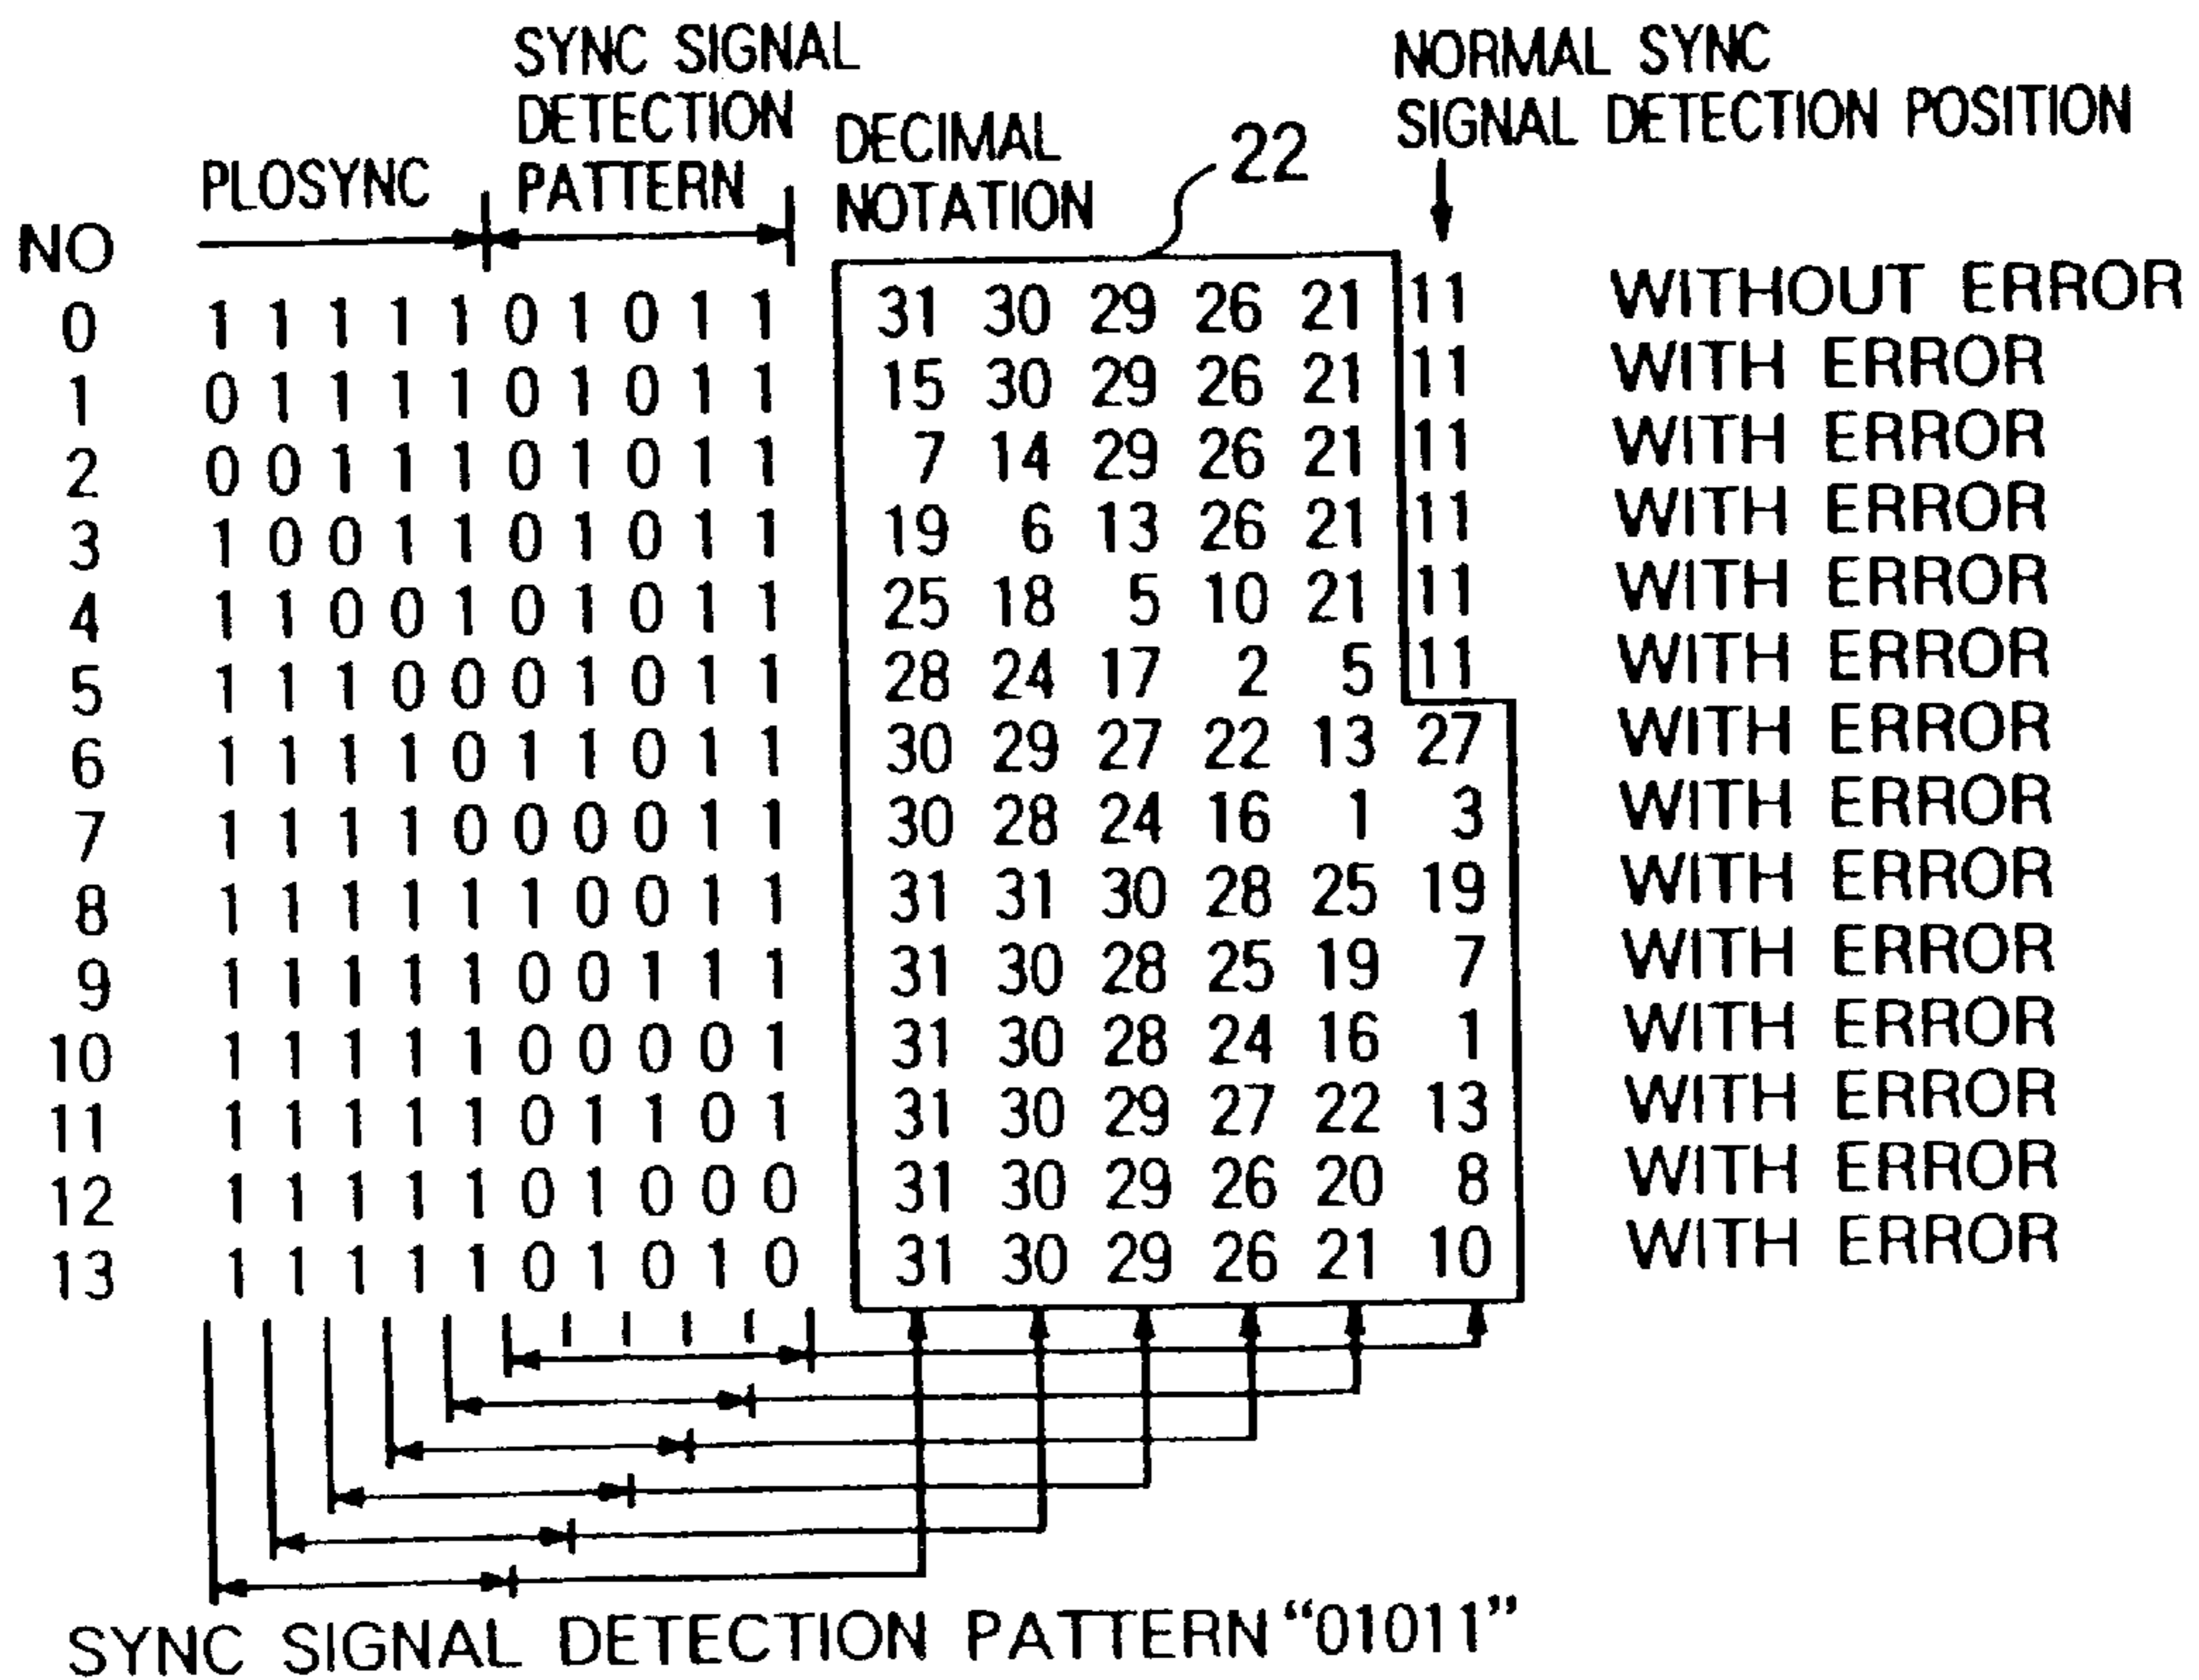 SYNC SIGNAL DETECTION PATTERN
NORMAL SYNC SIGNAL DETECTION POSITION
DECIMAL NOTATION
22
PLOSYNC
NO
0 1 1 1 1 1 0 1 0 1 1 31 30 29 26 21 11 WITHOUT ERROR
1 0 1 1 1 1 0 1 0 1 1 15 30 29 26 21 11 WITH ERROR
2 0 0 1 1 1 0 1 0 1 1 7 14 29 26 21 11 WITH ERROR
3 1 0 0 1 1 0 1 0 1 1 19 6 13 26 21 11 WITH ERROR
4 1 1 0 0 1 0 1 0 1 1 25 18 5 10 21 11 WITH ERROR
5 1 1 1 0 0 0 1 0 1 1 28 24 17 2 5 11 WITH ERROR
6 1 1 1 1 0 1 1 0 1 1 30 29 27 22 13 27 WITH ERROR
7 1 1 1 1 0 0 0 0 1 1 30 28 24 16 1 3 WITH ERROR
8 1 1 1 1 1 1 0 0 1 1 31 31 30 28 25 19 WITH ERROR
9 1 1 1 1 1 0 0 1 1 1 31 30 28 25 19 7 WITH ERROR
10 1 1 1 1 1 0 0 0 0 1 31 30 28 24 16 1 WITH ERROR
11 1 1 1 1 1 0 1 1 0 1 31 30 29 27 22 13 WITH ERROR
12 1 1 1 1 1 0 1 0 0 0 31 30 29 26 20 8 WITH ERROR
13 1 1 1 1 1 0 1 0 1 0 31 30 29 26 21 10 WITH ERROR
SYNC SIGNAL DETECTION PATTERN "01011"